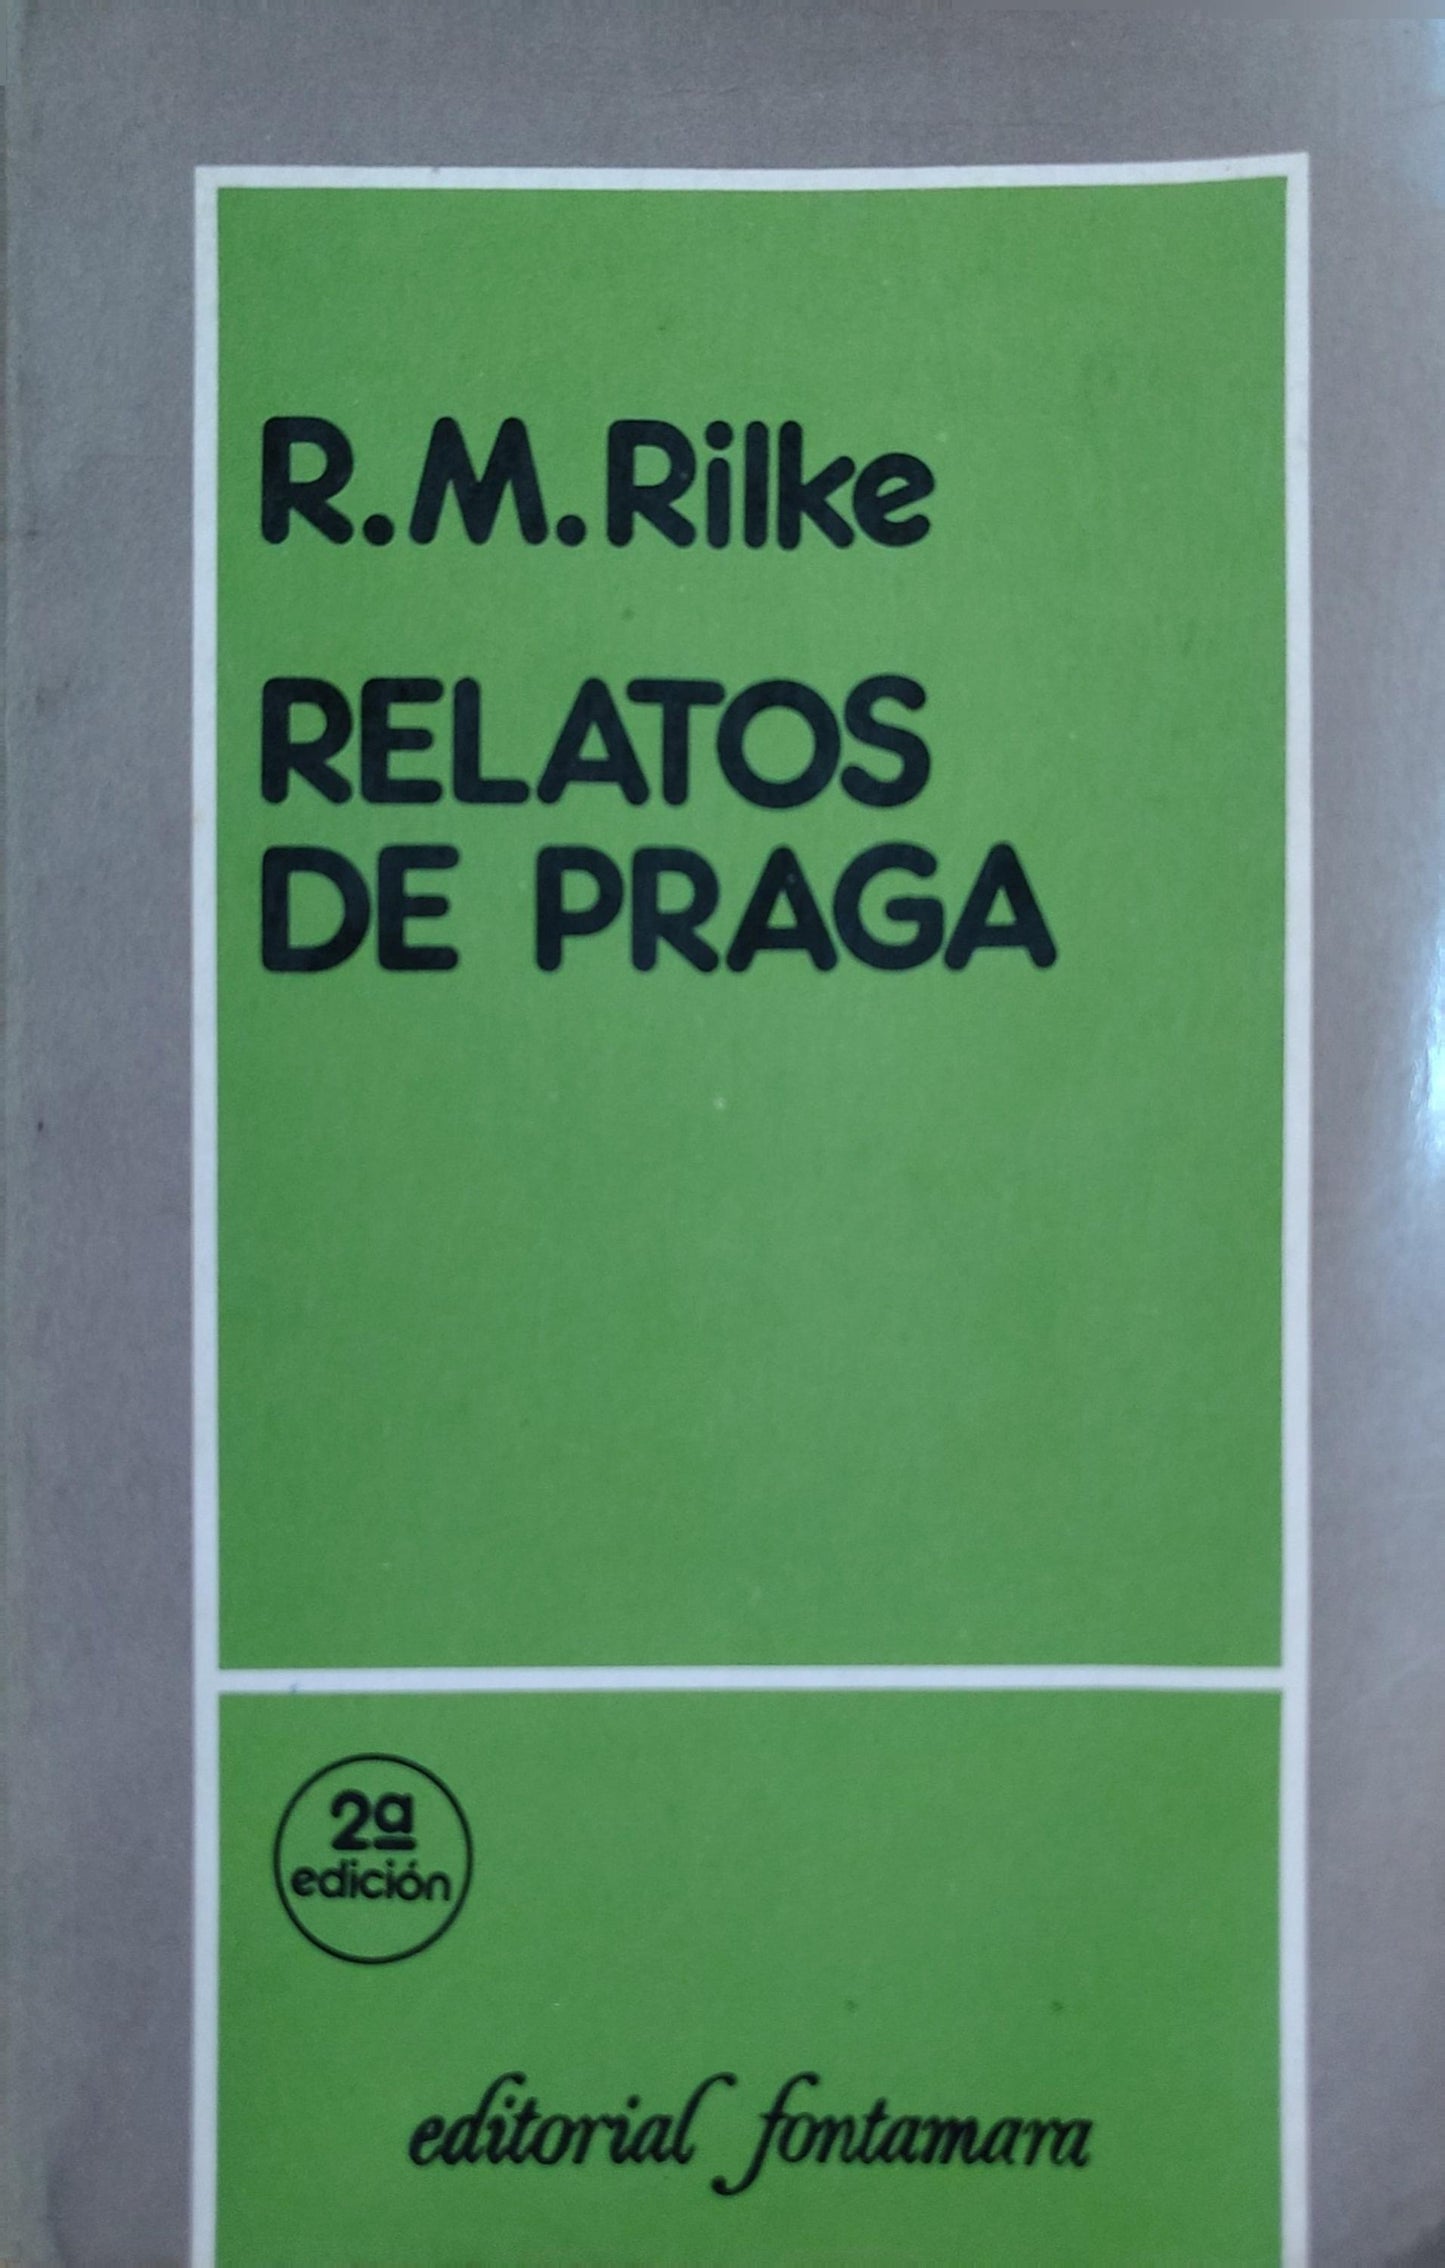 R.M.Rilke
RELATOS
DE PRAGA
2ª
edición
editorial fontamara